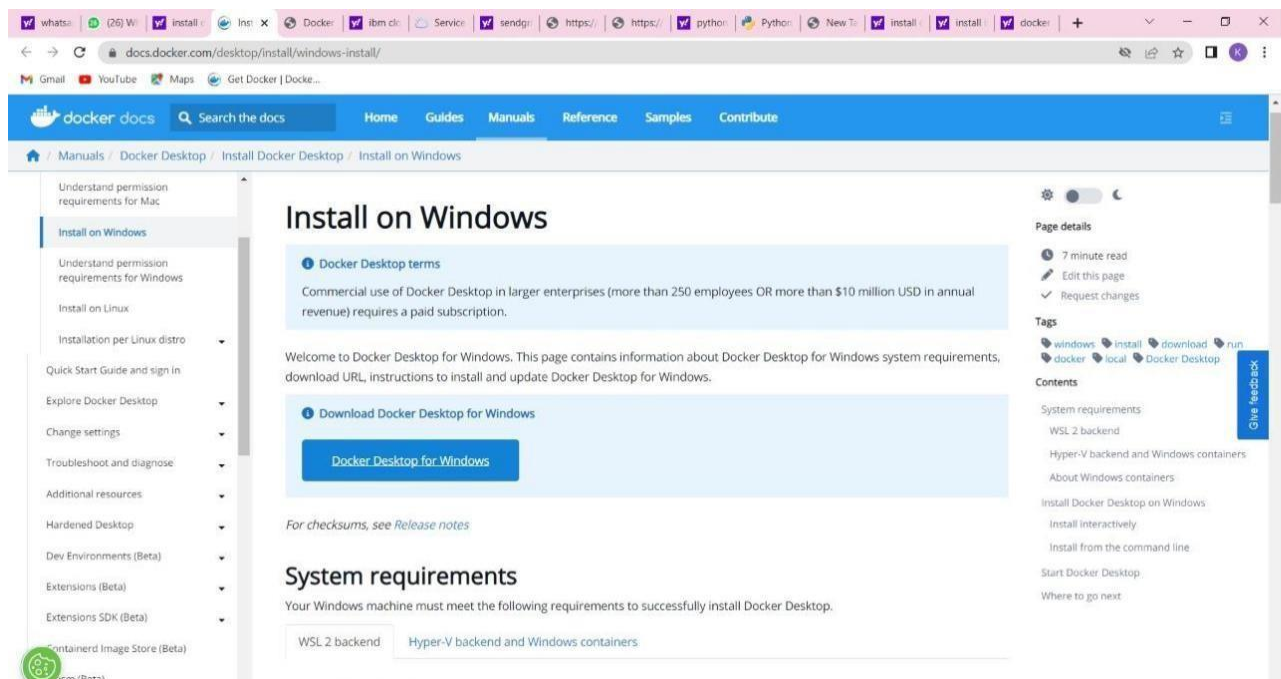 whatsa
(26) W
install c
Inst
Docker
ibm clo
Service
sendgr
https://
https://
python
Python
New Ta
install
install
docker
docs.docker.com/desktop/install/windows-install/
K
Gmail YouTube Maps Get Docker | Docke...
docker docs Search the docs Home Guides Manuals Reference Samples Contribute
/ Manuals / Docker Desktop / Install Docker Desktop / Install on Windows
Understand permission
requirements for Mac
Install on Windows
Understand permission
requirements for Windows
Install on Linux
Installation per Linux distro
Quick Start Guide and sign in
Explore Docker Desktop
Change settings
Troubleshoot and diagnose
Additional resources
Hardened Desktop
Dev Environments (Beta)
Extensions (Beta)
Extensions SDK (Beta)
Containerd Image Store (Beta)
(Beta)
Install on Windows
Docker Desktop terms
Commercial use of Docker Desktop in larger enterprises (more than 250 employees OR more than $10 million USD in annual
revenue) requires a paid subscription.
Welcome to Docker Desktop for Windows. This page contains information about Docker Desktop for Windows system requirements,
download URL, instructions to install and update Docker Desktop for Windows.
Download Docker Desktop for Windows
Docker Desktop for Windows
For checksums, see Release notes
System requirements
Your Windows machine must meet the following requirements to successfully install Docker Desktop.
WSL 2 backend Hyper-V backend and Windows containers
Page details
7 minute read
Edit this page
Request changes
Tags
windows install download run
docker local Docker Desktop
Contents
System requirements
WSL 2 backend
Hyper-V backend and Windows containers
About Windows containers
Install Docker Desktop on Windows
Install interactively
Install from the command line
Start Docker Desktop
Where to go next
Give feedback